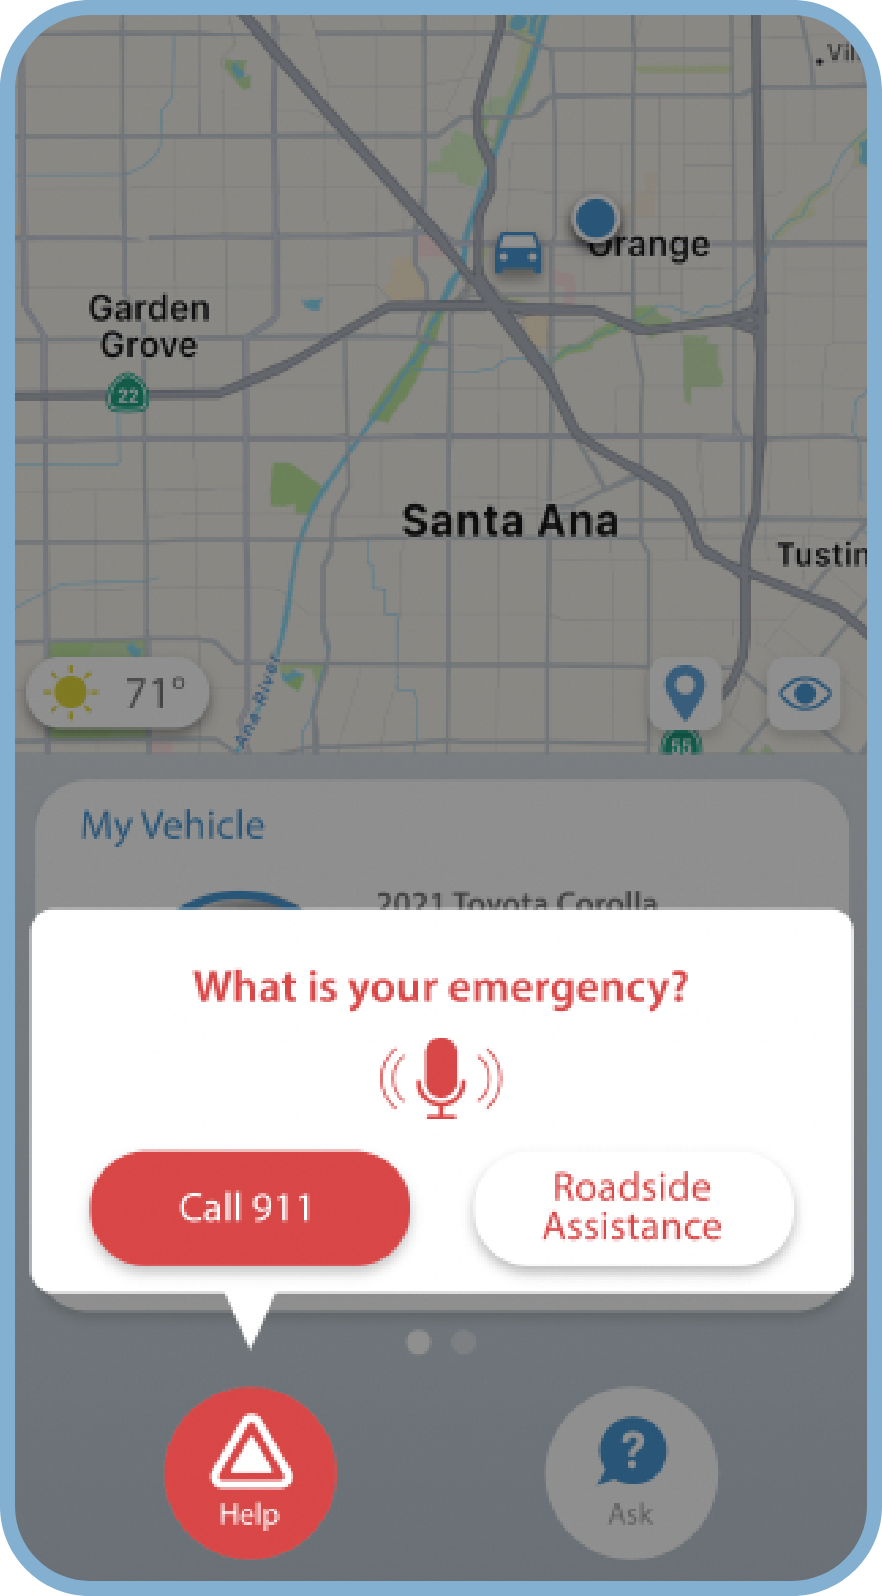 Orange
Garden
Grove
22
Santa Ana
Tustin
71°
Ana River
55
My Vehicle
2021 Toyota Corolla
What is your emergency?
Call 911
Roadside
Assistance
Help
?
Ask